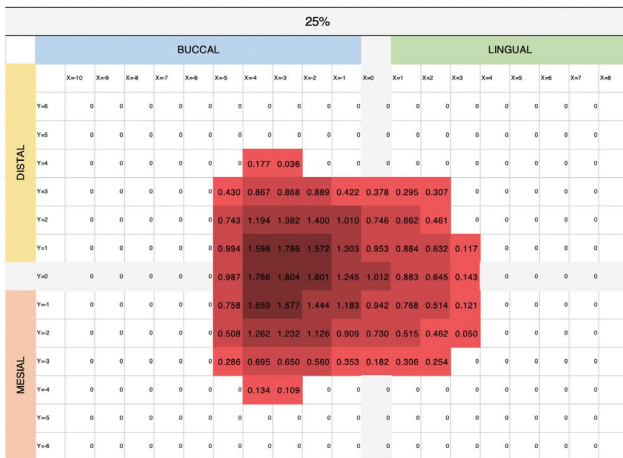 25%
BUCCAL LINGUAL
X=-10 X=-9 X=-8 X=-7 X=-6 X=-5 X=-4 X=-3 X=-2 X=-1 X=0 X=1 X=2 X=3 X=4 X=5 X=6 X=7 X=8
DISTAL
Y=6 0 0 0 0 0 0 0 0 0 0 0 0 0 0 0 0 0 0 0
Y=5 0 0 0 0 0 0 0 0 0 0 0 0 0 0 0 0 0 0 0
Y=4 0 0 0 0 0 0 0.177 0.036 0 0 0 0 0 0 0 0 0 0 0
Y=3 0 0 0 0 0 0.430 0.867 0.868 0.889 0.422 0.378 0.295 0.307 0 0 0 0 0 0
Y=2 0 0 0 0 0 0.743 1.194 1.382 1.400 1.010 0.746 0.662 0.461 0 0 0 0 0 0
Y=1 0 0 0 0 0 0.994 1.598 1.786 1.572 1.303 0.953 0.884 0.632 0.117 0 0 0 0 0
Y=0 0 0 0 0 0 0.987 1.766 1.804 1.601 1.245 1.012 0.883 0.645 0.143 0 0 0 0 0
MESIAL
Y=-1 0 0 0 0 0 0.758 1.659 1.577 1.444 1.183 0.942 0.768 0.514 0.121 0 0 0 0 0
Y=-2 0 0 0 0 0 0.508 1.262 1.232 1.126 0.909 0.730 0.515 0.462 0.050 0 0 0 0 0
Y=-3 0 0 0 0 0 0.286 0.695 0.650 0.560 0.353 0.182 0.306 0.254 0 0 0 0 0 0
Y=-4 0 0 0 0 0 0 0.134 0.109 0 0 0 0 0 0 0 0 0 0 0
Y=-5 0 0 0 0 0 0 0 0 0 0 0 0 0 0 0 0 0 0 0
Y=-6 0 0 0 0 0 0 0 0 0 0 0 0 0 0 0 0 0 0 0